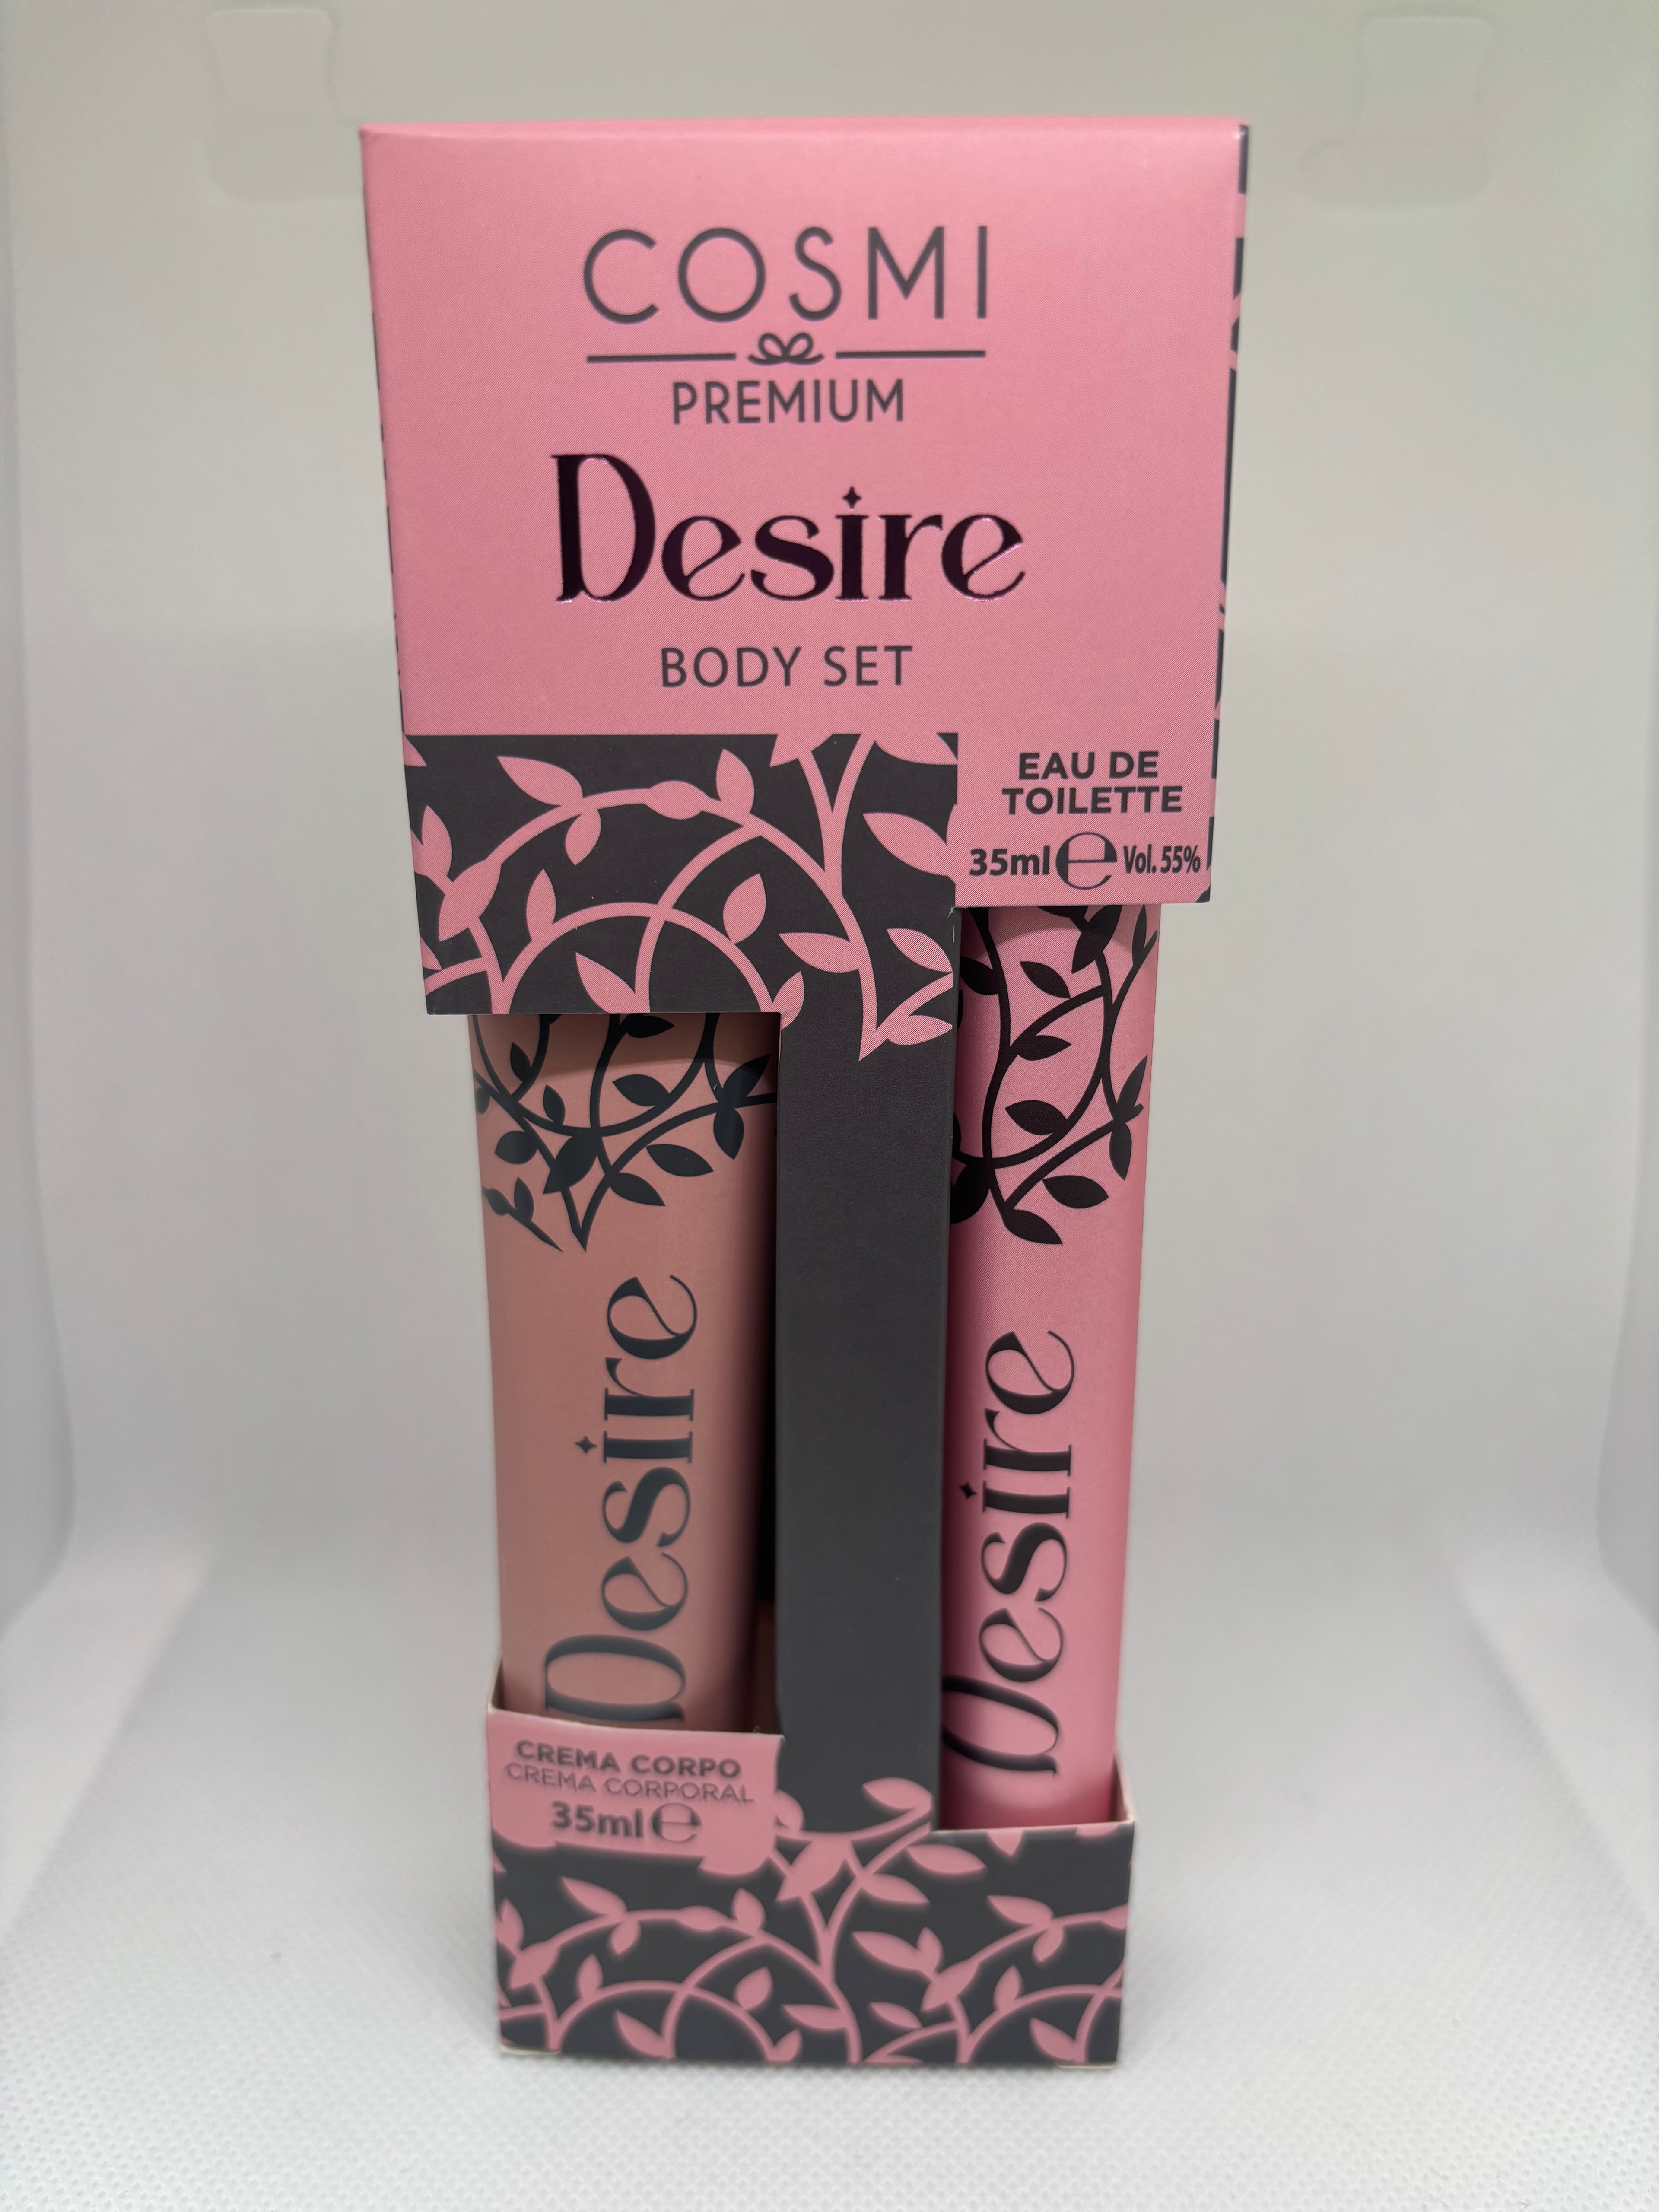 COSMI
PREMIUM
Desire
BODY SET
EAU DE
TOILETTE
35ml e Vol. 55%
Desire
Desire
CREMA CORPO
CREMA CORPORAL
35ml e